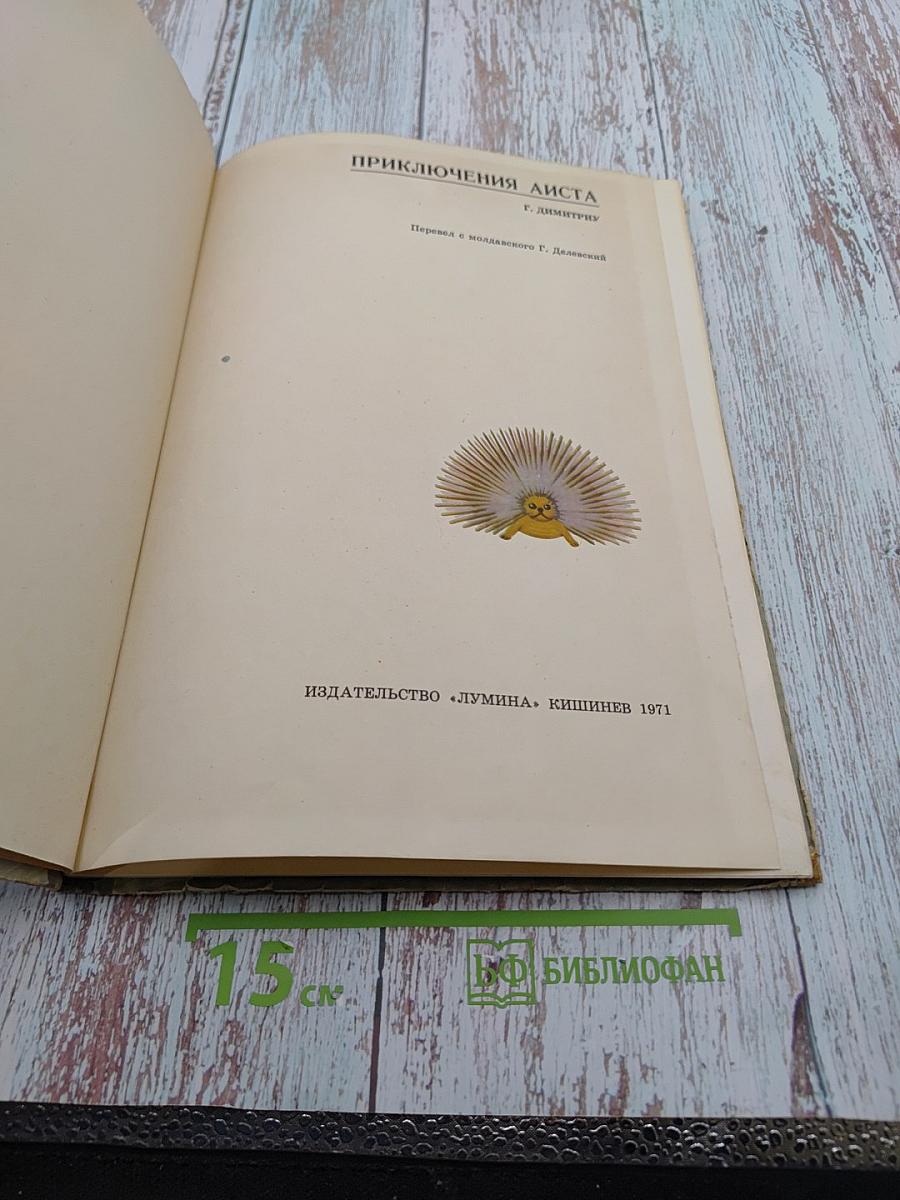 ПРИКЛЮЧЕНИЯ АИСТА
Г. ДИМИТРИУ
Перевел с молдавского Г. Делевский
ИЗДАТЕЛЬСТВО «ЛУМИНА» КИШИНЕВ 1971
15 см
БФ БИБЛИОФАН